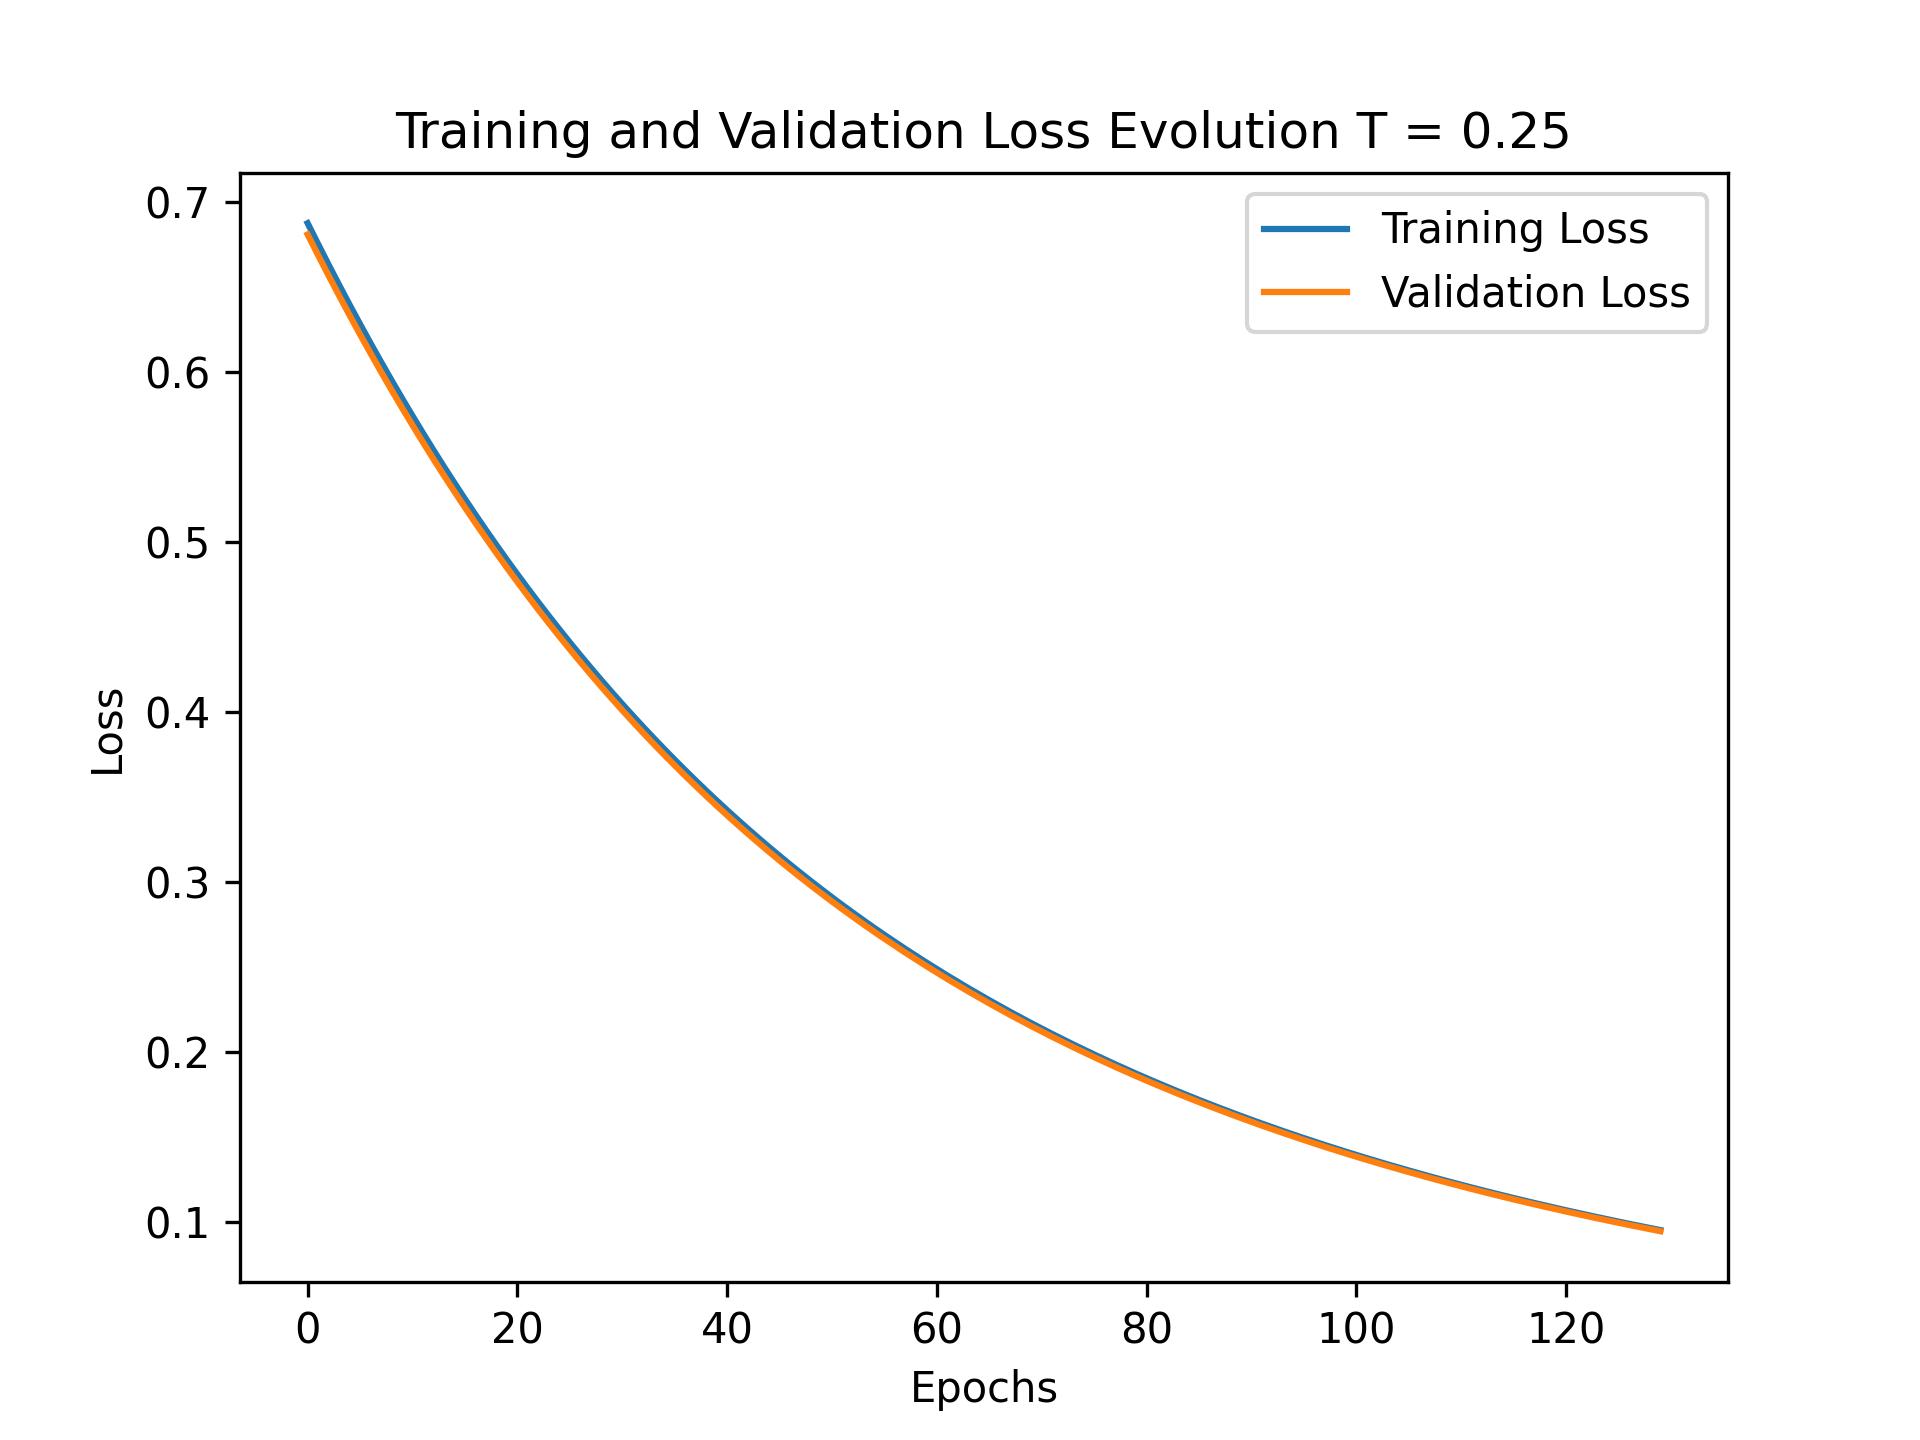 Training and Validation Loss Evolution T = 0.25
Training Loss
Validation Loss
0.7
0.6
0.5
0.4
0.3
0.2
0.1
Loss
0 20 40 60 80 100 120
Epochs